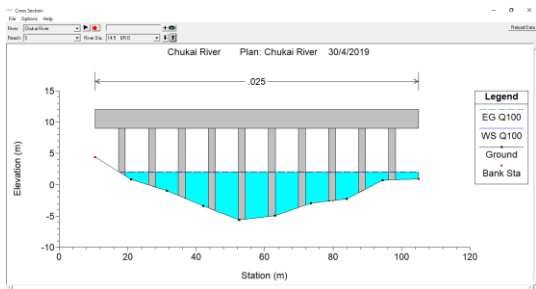 Cross Section
File Options Help
River: Chukai River
Reach: 5 River Sta.: 14.5 BR D
Reload Data
Chukai River Plan: Chukai River 30/4/2019
.025
Legend
EG Q100
WS Q100
Ground
Bank Sta
Elevation (m)
15
10
5
0
-5
-10
0 20 40 60 80 100 120
Station (m)